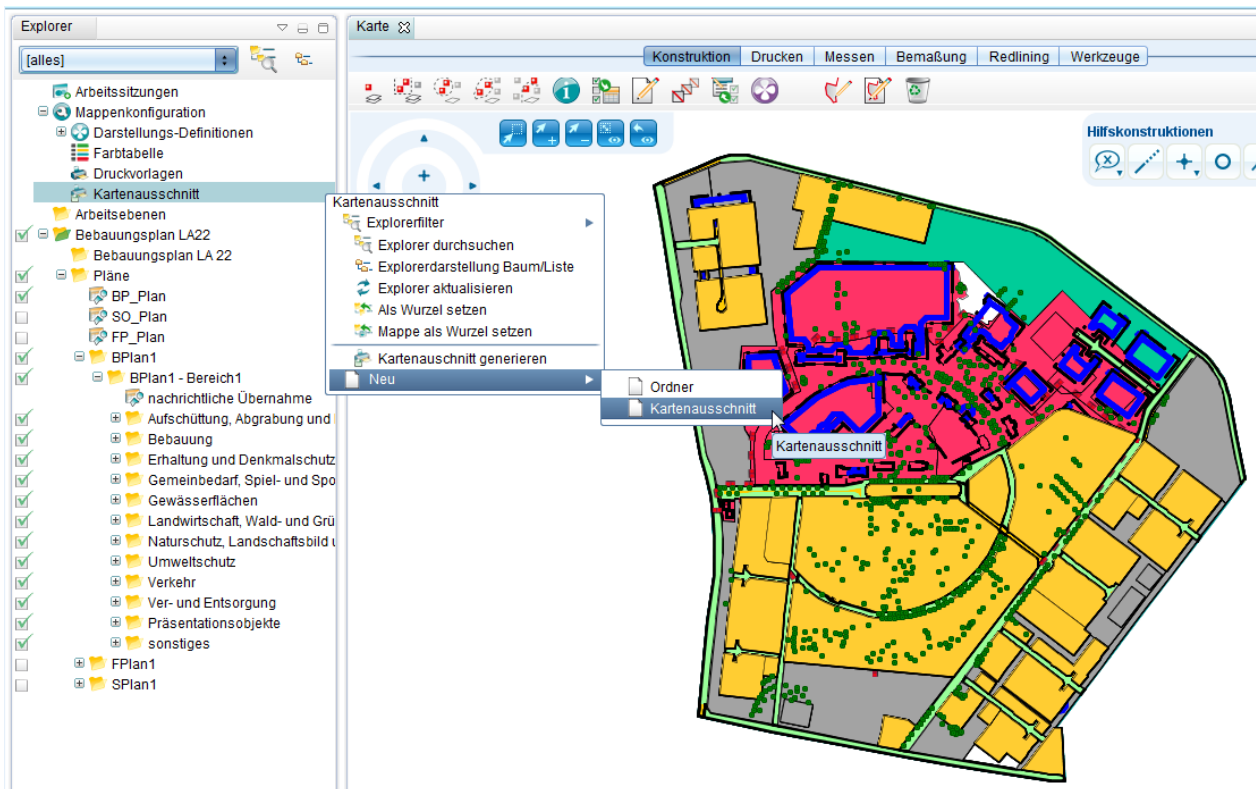 Explorer
[alles]
Arbeitssitzungen
Mappenkonfiguration
Darstellungs-Definitionen
Farbtabelle
Druckvorlagen
Kartenausschnitt
Arbeitsebenen
Bebauungsplan LA22
Bebauungsplan LA 22
Pläne
BP_Plan
SO_Plan
FP_Plan
BPlan1
BPlan1 - Bereich1
nachrichtliche Übernahme
Aufschüttung, Abgrabung und
Bebauung
Erhaltung und Denkmalschutz
Gemeinbedarf, Spiel- und Spo
Gewässerflächen
Landwirtschaft, Wald- und Grü
Naturschutz, Landschaftsbild u
Umweltschutz
Verkehr
Ver- und Entsorgung
Präsentationsobjekte
sonstiges
FPlan1
SPlan1
Karte
Konstruktion Drucken Messen Bemaßung Redlining Werkzeuge
Hilfskonstruktionen
Kartenausschnitt
Explorerfilter
Explorer durchsuchen
Explorerdarstellung Baum/Liste
Explorer aktualisieren
Als Wurzel setzen
Mappe als Wurzel setzen
Kartenauschnitt generieren
Neu
Ordner
Kartenausschnitt
Kartenausschnitt